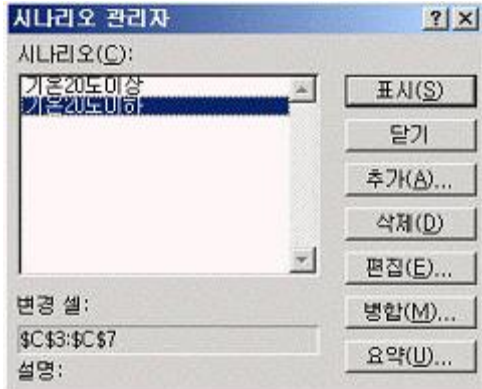 시나리오 관리자
시나리오(C):
기온20도이상
기온20도이하
표시(S)
닫기
추가(A)...
삭제(D)
편집(E)...
병합(M)...
요약(U)...
변경 셀:
$C$3:$C$7
설명: